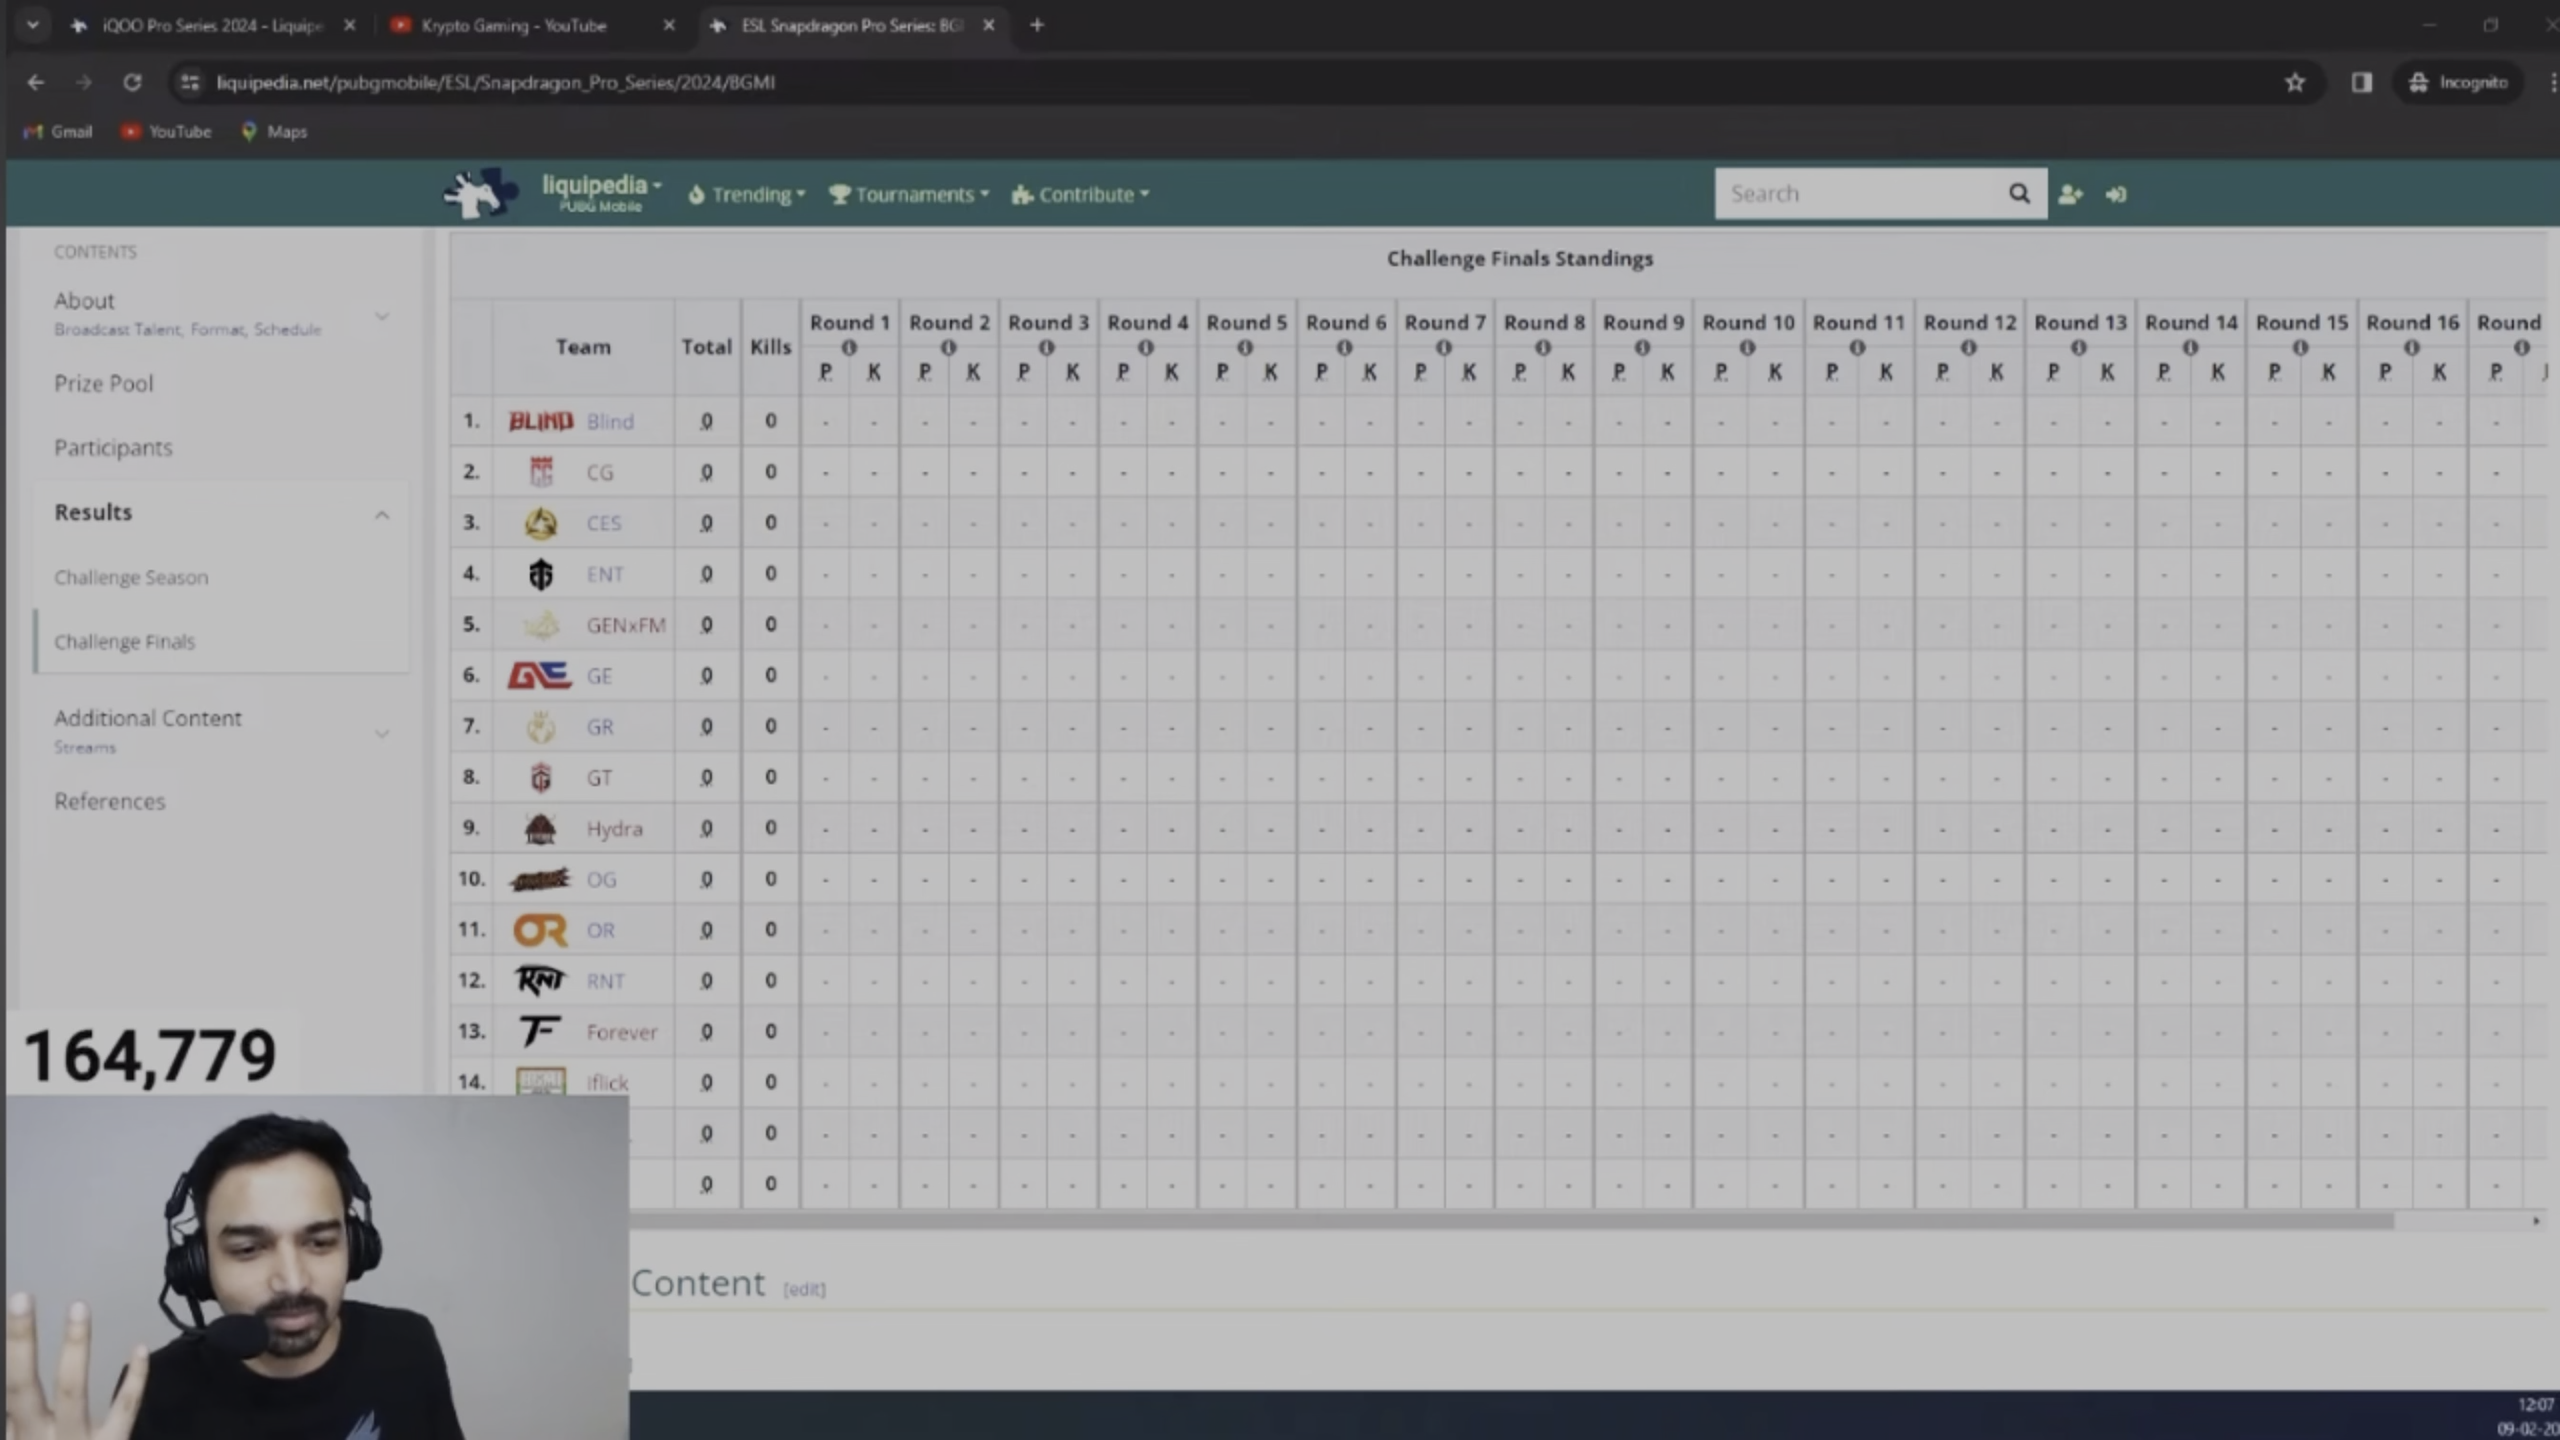 iQOO Pro Series 2024 - Liquipe
Krypto Gaming - YouTube
ESL Snapdragon Pro Series: BG
liquipedia.net/pubgmobile/ESL/Snapdragon_Pro_Series/2024/BGMI
Incognito
Gmail YouTube Maps
liquipedia
PUBG Mobile
Trending Tournaments Contribute
Search
CONTENTS
About
Broadcast Talent, Format, Schedule
Prize Pool
Participants
Results
Challenge Season
Challenge Finals
Additional Content
Streams
References
164,779
Challenge Finals Standings
Team Total Kills Round 1 Round 2 Round 3 Round 4 Round 5 Round 6 Round 7 Round 8 Round 9 Round 10 Round 11 Round 12 Round 13 Round 14 Round 15 Round 16 Round
P K P K P K P K P K P K P K P K P K P K P K P K P K P K P K P K P
1. BLIND Blind 0 0 - - - - - - - - - - - - - - - - - - - - - - - - - - - - - - - - -
2. CG 0 0 - - - - - - - - - - - - - - - - - - - - - - - - - - - - - - - - -
3. CES 0 0 - - - - - - - - - - - - - - - - - - - - - - - - - - - - - - - - -
4. ENT 0 0 - - - - - - - - - - - - - - - - - - - - - - - - - - - - - - - - -
5. GENxFM 0 0 - - - - - - - - - - - - - - - - - - - - - - - - - - - - - - - - -
6. GE GE 0 0 - - - - - - - - - - - - - - - - - - - - - - - - - - - - - - - - -
7. GR 0 0 - - - - - - - - - - - - - - - - - - - - - - - - - - - - - - - - -
8. GT 0 0 - - - - - - - - - - - - - - - - - - - - - - - - - - - - - - - - -
9. Hydra 0 0 - - - - - - - - - - - - - - - - - - - - - - - - - - - - - - - - -
10. OG 0 0 - - - - - - - - - - - - - - - - - - - - - - - - - - - - - - - - -
11. OR OR 0 0 - - - - - - - - - - - - - - - - - - - - - - - - - - - - - - - - -
12. RNT RNT 0 0 - - - - - - - - - - - - - - - - - - - - - - - - - - - - - - - - -
13. TF Forever 0 0 - - - - - - - - - - - - - - - - - - - - - - - - - - - - - - - - -
14. iflick 0 0 - - - - - - - - - - - - - - - - - - - - - - - - - - - - - - - - -
0 0 - - - - - - - - - - - - - - - - - - - - - - - - - - - - - - - - -
0 0 - - - - - - - - - - - - - - - - - - - - - - - - - - - - - - - - -
Content [edit]
12:07
09-02-20